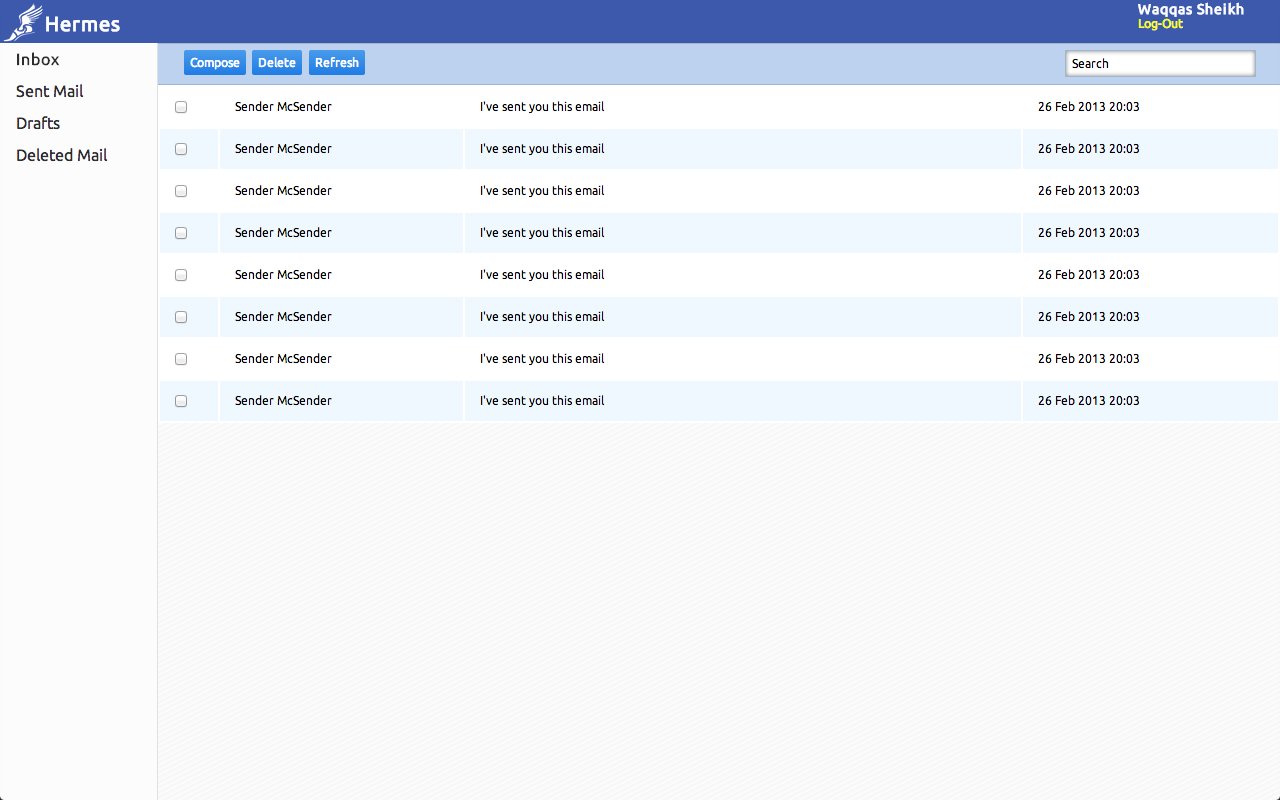 Hermes
Waqqas Sheikh
Log-Out
Inbox
Sent Mail
Drafts
Deleted Mail
Compose Delete Refresh Search
Sender McSender I've sent you this email 26 Feb 2013 20:03
Sender McSender I've sent you this email 26 Feb 2013 20:03
Sender McSender I've sent you this email 26 Feb 2013 20:03
Sender McSender I've sent you this email 26 Feb 2013 20:03
Sender McSender I've sent you this email 26 Feb 2013 20:03
Sender McSender I've sent you this email 26 Feb 2013 20:03
Sender McSender I've sent you this email 26 Feb 2013 20:03
Sender McSender I've sent you this email 26 Feb 2013 20:03